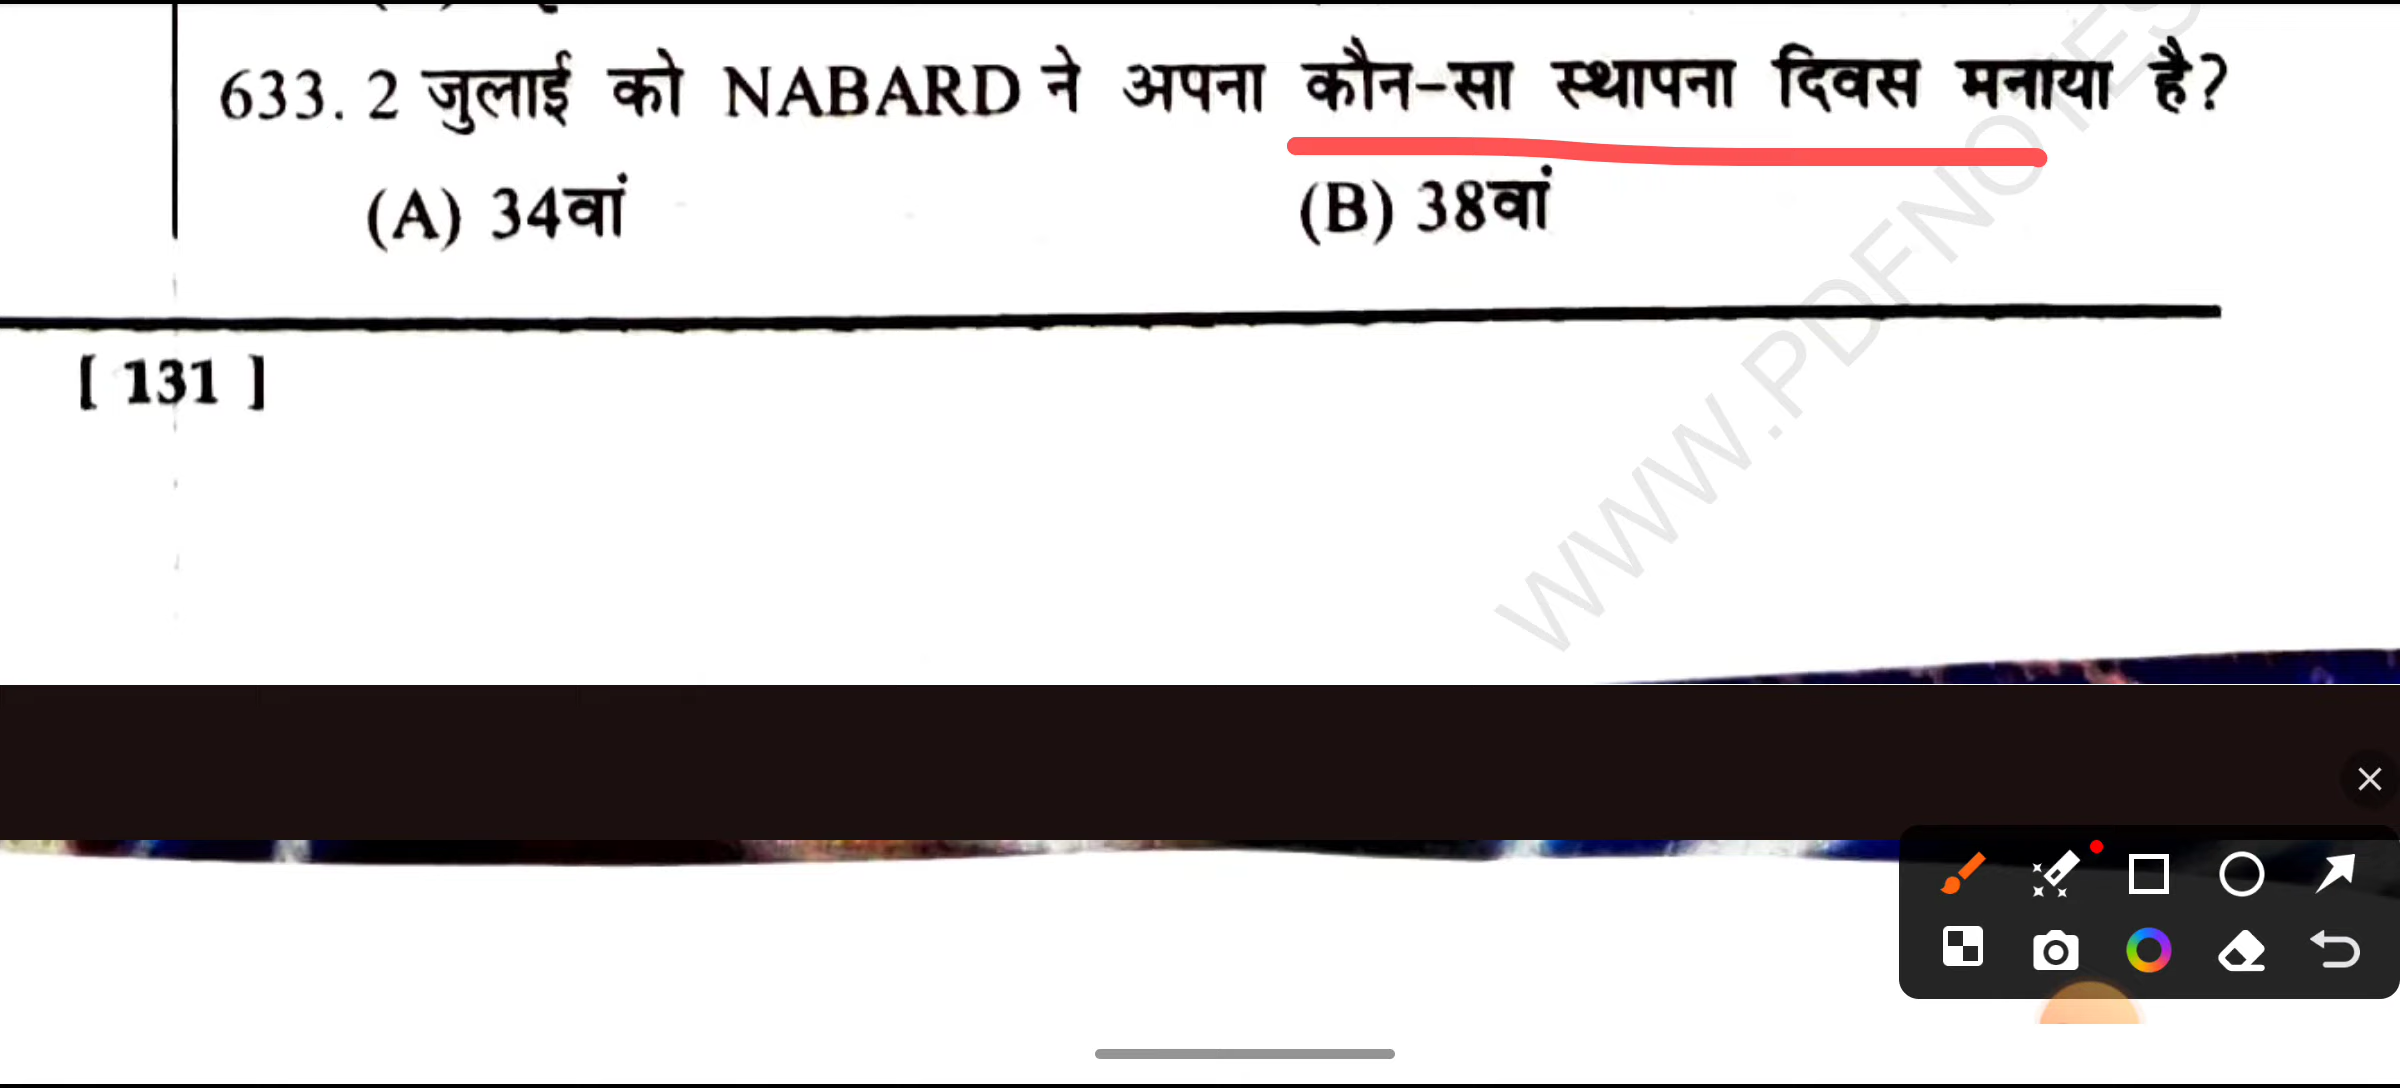 633. 2 जुलाई को NABARD ने अपना कौन-सा स्थापना दिवस मनाया है?
(A) 34वां (B) 38वां
[ 131 ]
WWW.PDFNOTES